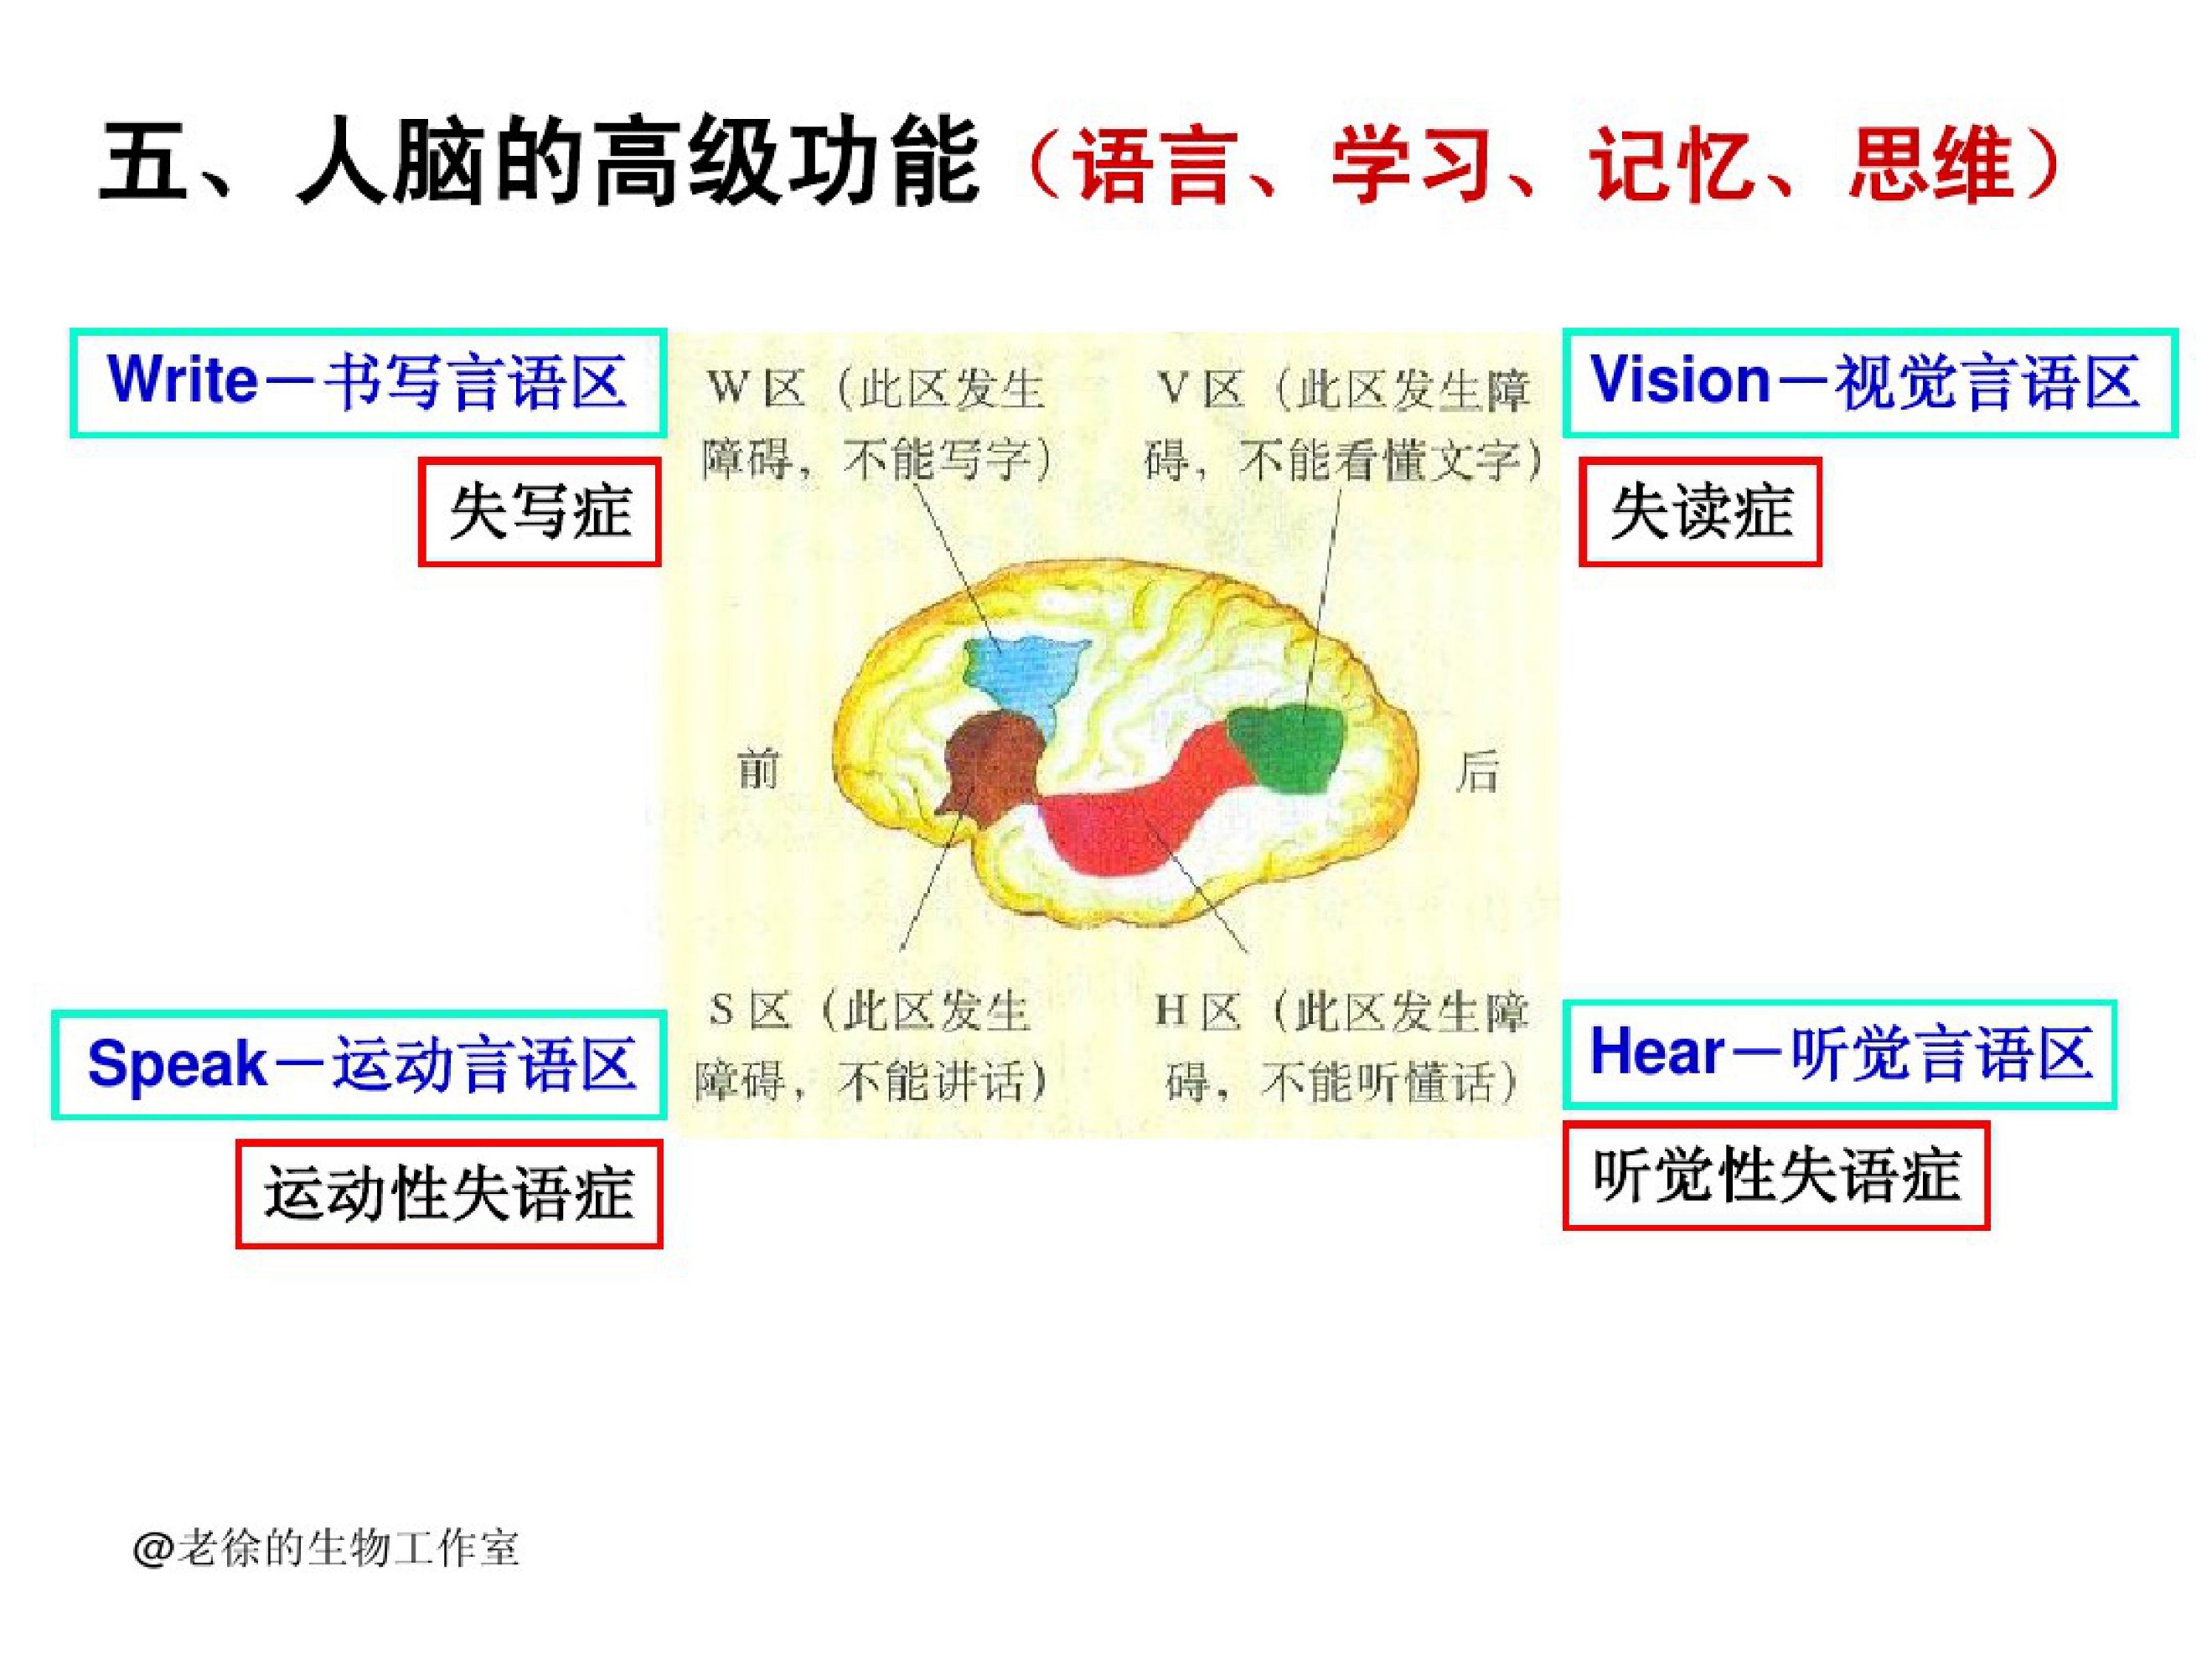 五、人脑的高级功能（语言、学习、记忆、思维）
Write－书写言语区
失写症
W 区（此区发生
障碍，不能写字）
V 区（此区发生障
碍，不能看懂文字）
Vision－视觉言语区
失读症
前
后
Speak－运动言语区
运动性失语症
S 区（此区发生
障碍，不能讲话）
H 区（此区发生障
碍，不能听懂话）
Hear－听觉言语区
听觉性失语症
@老徐的生物工作室